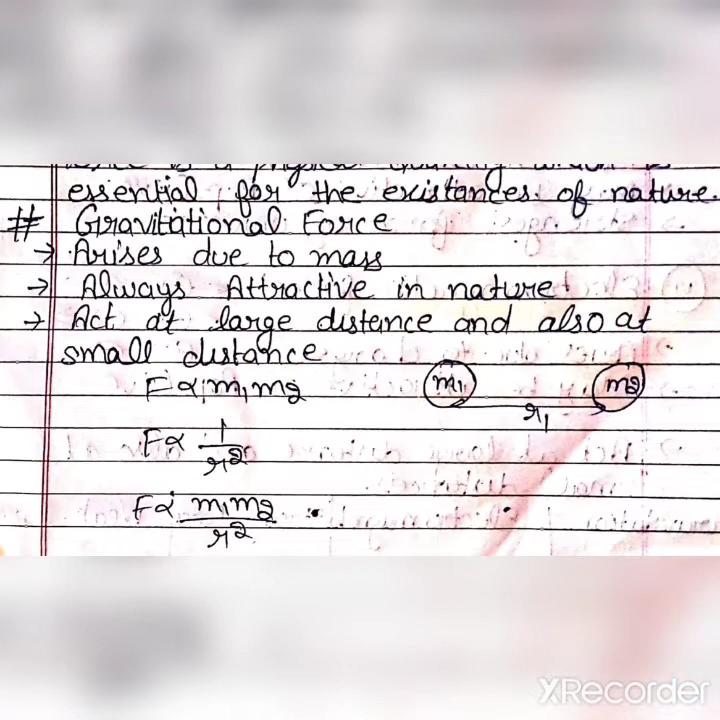 essential for the existances of nature.
# Gravitational Force
→ Arises due to mass
→ Always Attractive in nature
→ Act at large distance and also at
small distance
F ∝ m₁m₂ m₁ m₂
r₁
F ∝ 1/r²
F ∝ m₁m₂/r²
XRecorder